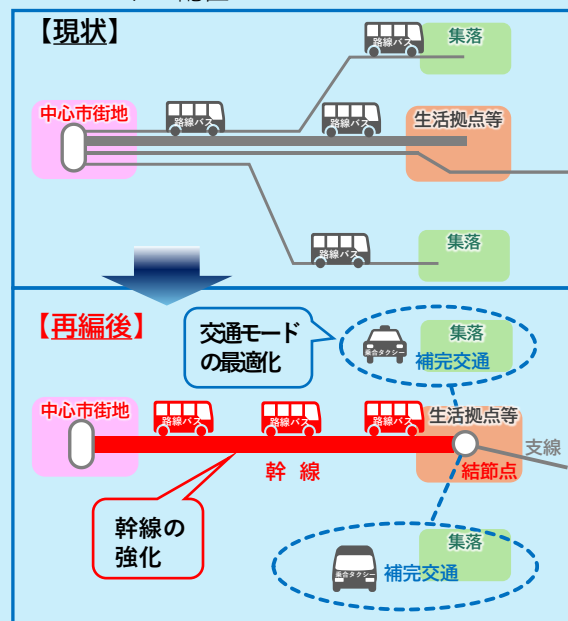 【現状】
路線バス
集落
中心市街地
路線バス
路線バス
生活拠点等
路線バス
集落
【再編後】
交通モード
の最適化
乗合タクシー
集落
補完交通
中心市街地
路線バス
路線バス
路線バス
生活拠点等
幹線
結節点
支線
幹線の
強化
集落
乗合タクシー
補完交通